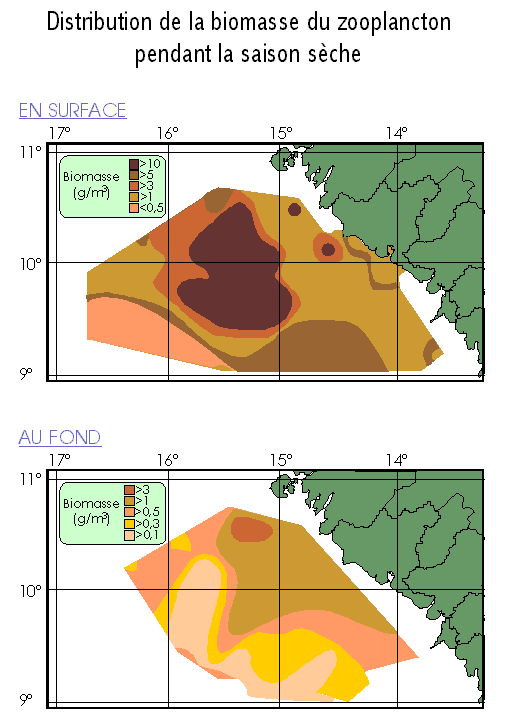 Distribution de la biomasse du zooplancton
pendant la saison sèche
EN SURFACE
17° 16° 15° 14°
11°
10°
9°
Biomasse
(g/m³)
>10
>5
>3
>1
<0,5
AU FOND
17° 16° 15° 14°
11°
10°
9°
Biomasse
(g/m³)
>3
>1
>0,5
>0,3
>0,1